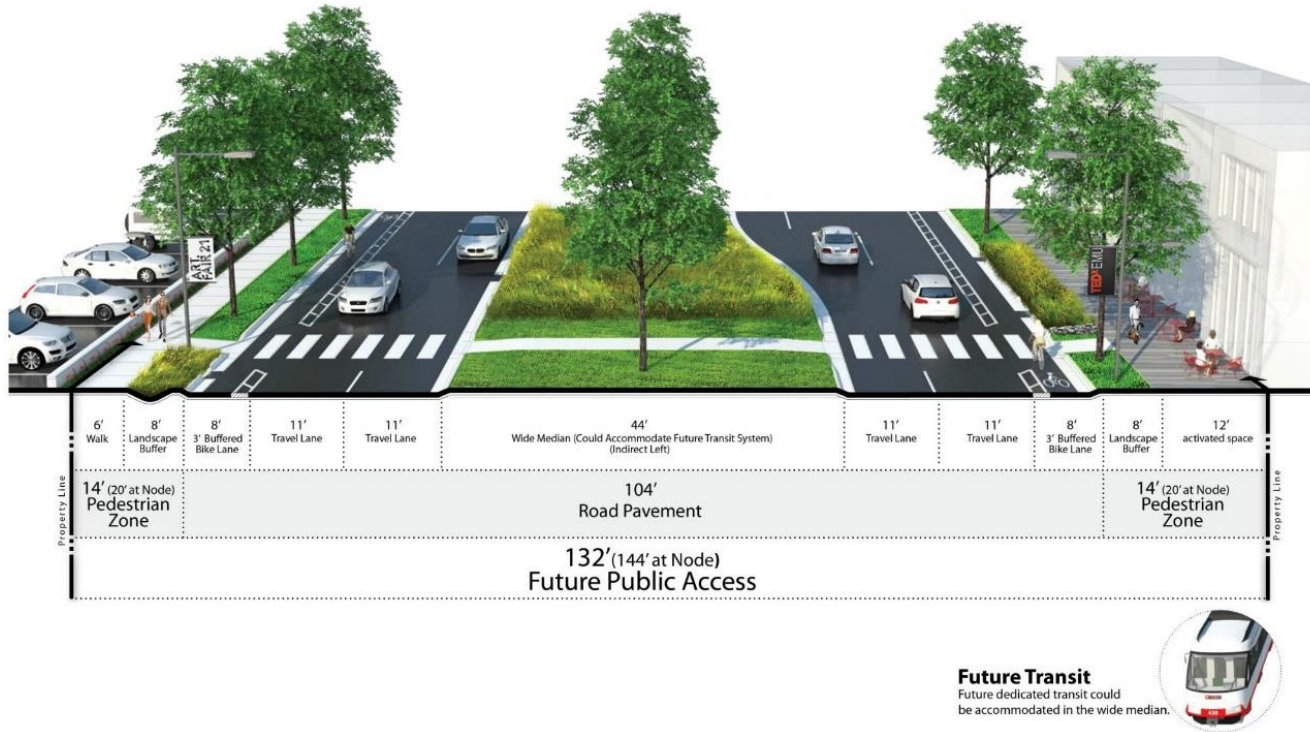 ART
FAIR 21
TEDxEMU
6'
Walk
8'
Landscape
Buffer
8'
3' Buffered
Bike Lane
11'
Travel Lane
11'
Travel Lane
44'
Wide Median (Could Accommodate Future Transit System)
(Indirect Left)
11'
Travel Lane
11'
Travel Lane
8'
3' Buffered
Bike Lane
8'
Landscape
Buffer
12'
activated space
Property Line
14' (20' at Node)
Pedestrian
Zone
104'
Road Pavement
14' (20' at Node)
Pedestrian
Zone
Property Line
132' (144' at Node)
Future Public Access
Future Transit
Future dedicated transit could
be accommodated in the wide median.